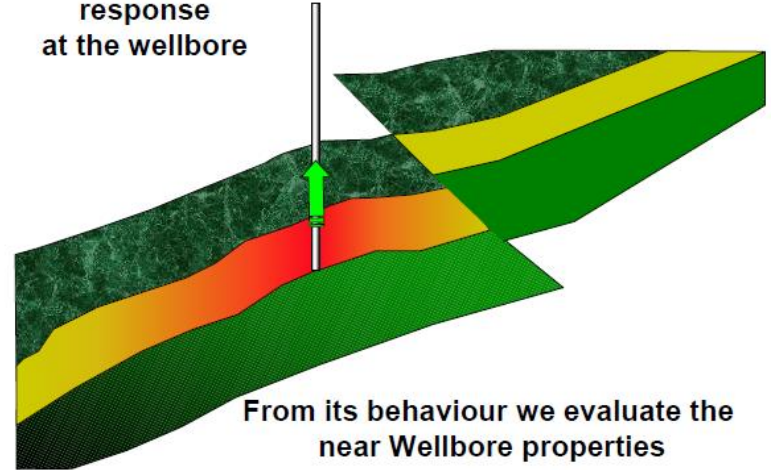 response
at the wellbore
From its behaviour we evaluate the
near Wellbore properties